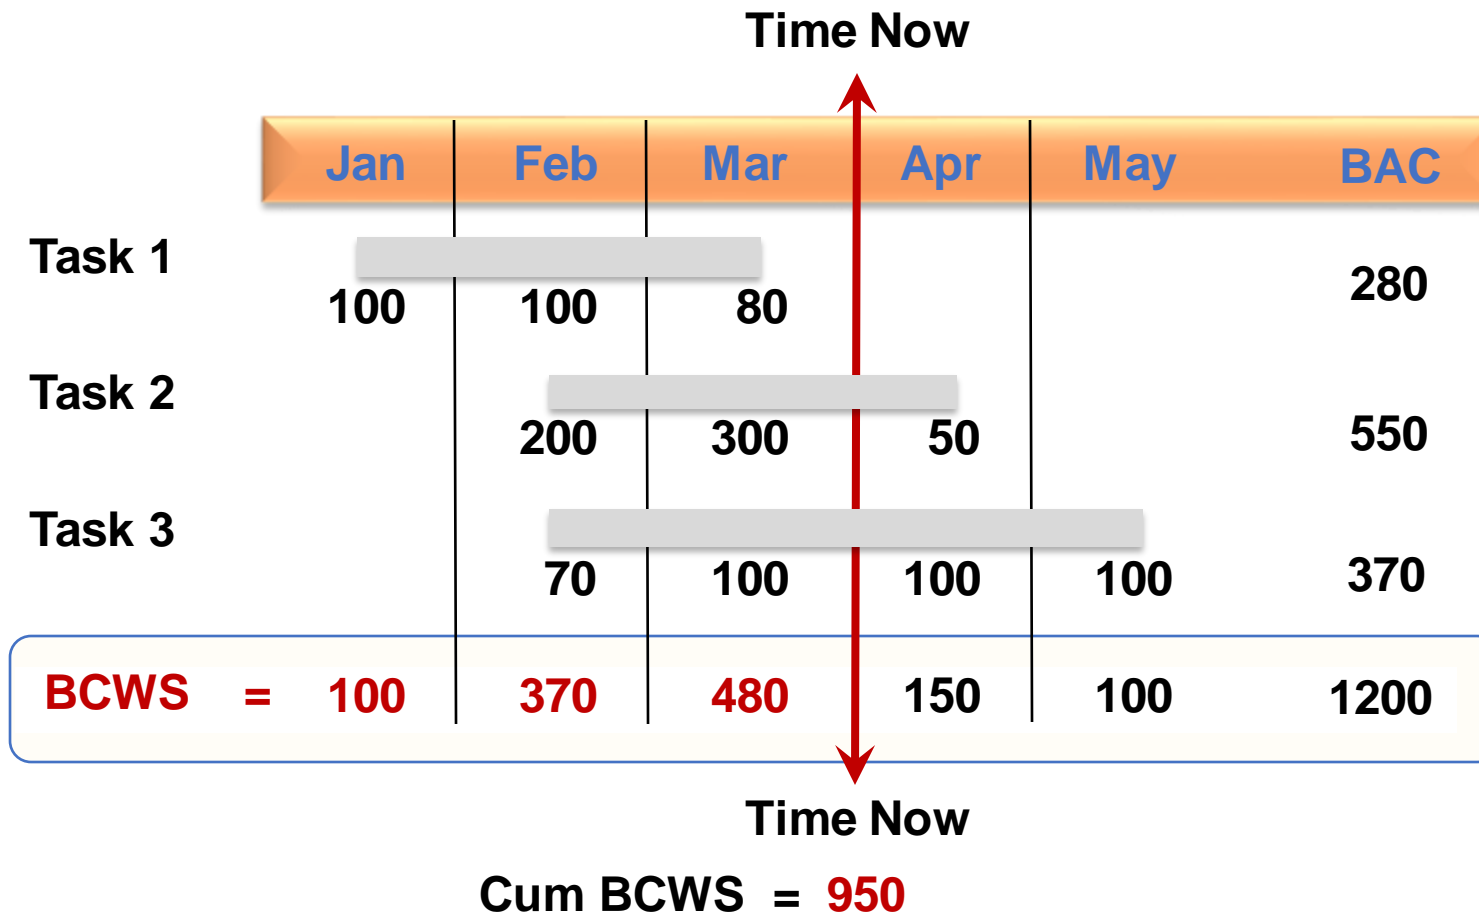 Time Now
Jan Feb Mar Apr May BAC
Task 1
100 100 80 280
Task 2
200 300 50 550
Task 3
70 100 100 100 370
BCWS = 100 370 480 150 100 1200
Time Now
Cum BCWS = 950